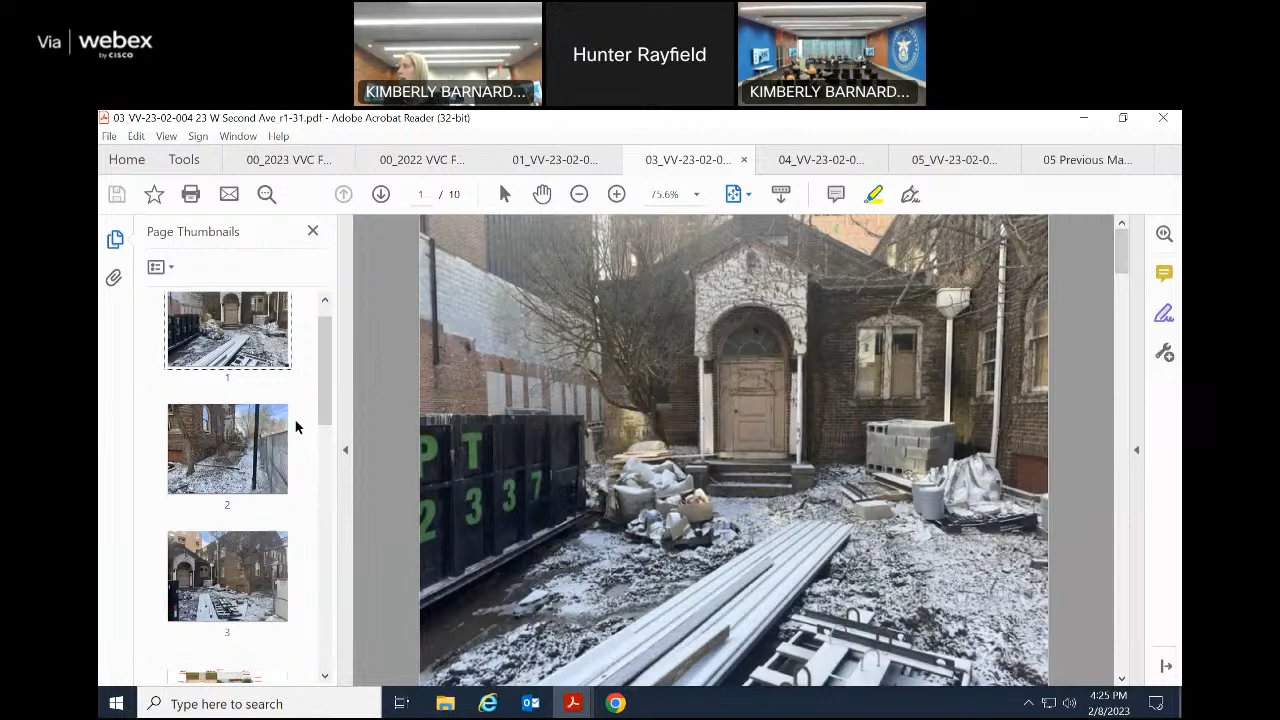 Via webex
by CISCO
KIMBERLY BARNARD...
Hunter Rayfield
KIMBERLY BARNARD...
03_VV-23-02-004 23 W Second Ave r1-31.pdf - Adobe Acrobat Reader (32-bit)
File Edit View Sign Window Help
Home Tools 00_2023 VVC F... 00_2022 VVC F... 01_VV-23-02-0... 03_VV-23-02-0... 04_VV-23-02-0... 05_VV-23-02-0... 05 Previous Ma...
1 / 10 75.6%
Page Thumbnails
1
2
3
PT
2337
Type here to search
4:25 PM
2/8/2023